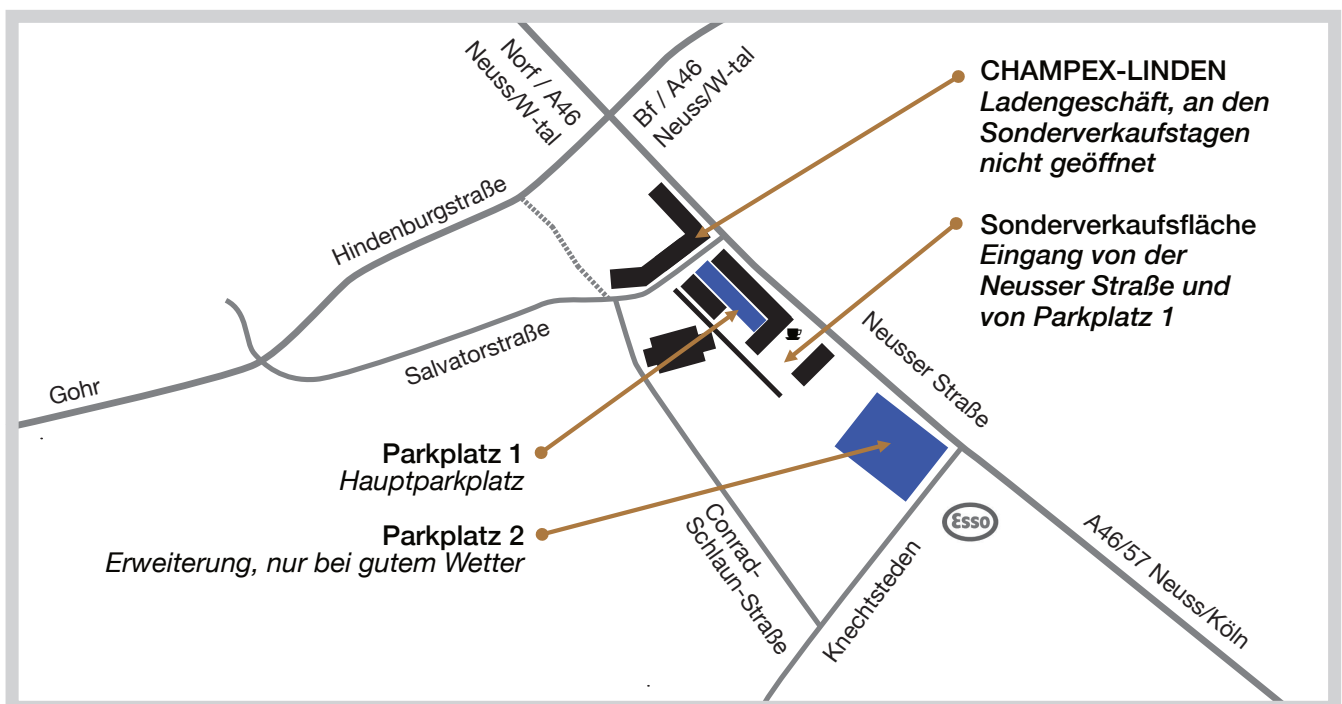 Norf / A46
Neuss/W-tal
Bf / A46
Neuss/W-tal
CHAMPEX-LINDEN
Ladengeschäft, an den
Sonderverkaufstagen
nicht geöffnet
Hindenburgstraße
Sonderverkaufsfläche
Eingang von der
Neusser Straße und
von Parkplatz 1
Salvatorstraße
Neusser Straße
Gohr
Parkplatz 1
Hauptparkplatz
Parkplatz 2
Erweiterung, nur bei gutem Wetter
Conrad-
Schlaun-Straße
Esso
Knechtsteden
A46/57 Neuss/Köln